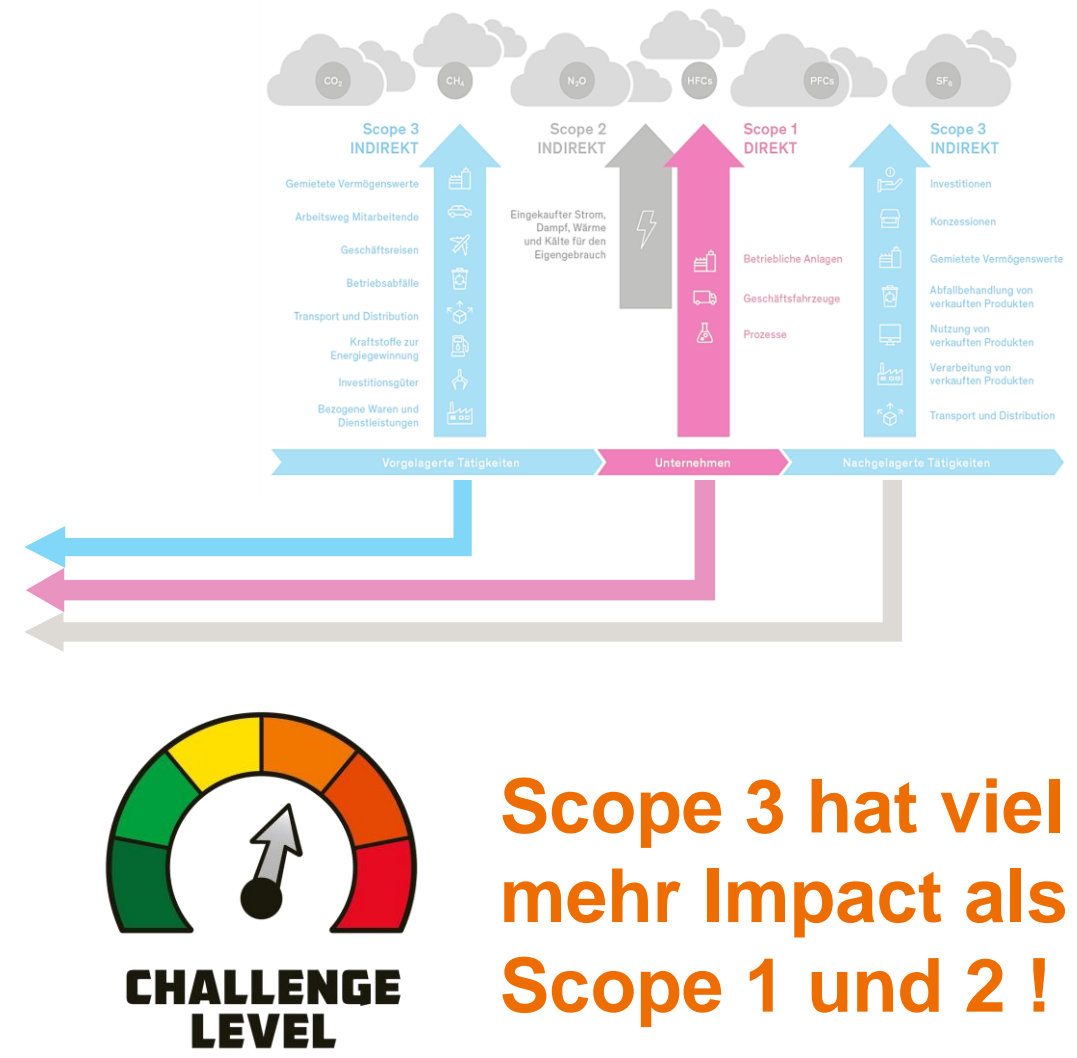 CO₂
CH₄
N₂O
HFCs
PFCs
SF₆
Scope 3
INDIREKT
Gemietete Vermögenswerte
Arbeitsweg Mitarbeitende
Geschäftsreisen
Betriebsabfälle
Transport und Distribution
Kraftstoffe zur
Energiegewinnung
Investitionsgüter
Bezogene Waren und
Dienstleistungen
Scope 2
INDIREKT
Eingekaufter Strom,
Dampf, Wärme
und Kälte für den
Eigengebrauch
Scope 1
DIREKT
Betriebliche Anlagen
Geschäftsfahrzeuge
Prozesse
Scope 3
INDIREKT
Investitionen
Konzessionen
Gemietete Vermögenswerte
Abfallbehandlung von
verkauften Produkten
Nutzung von
verkauften Produkten
Verarbeitung von
verkauften Produkten
Transport und Distribution
Vorgelagerte Tätigkeiten
Unternehmen
Nachgelagerte Tätigkeiten
CHALLENGE
LEVEL
Scope 3 hat viel
mehr Impact als
Scope 1 und 2 !